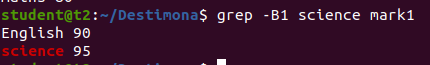 student@t2:~/Destimona$ grep -B1 science mark1
English 90
science 95